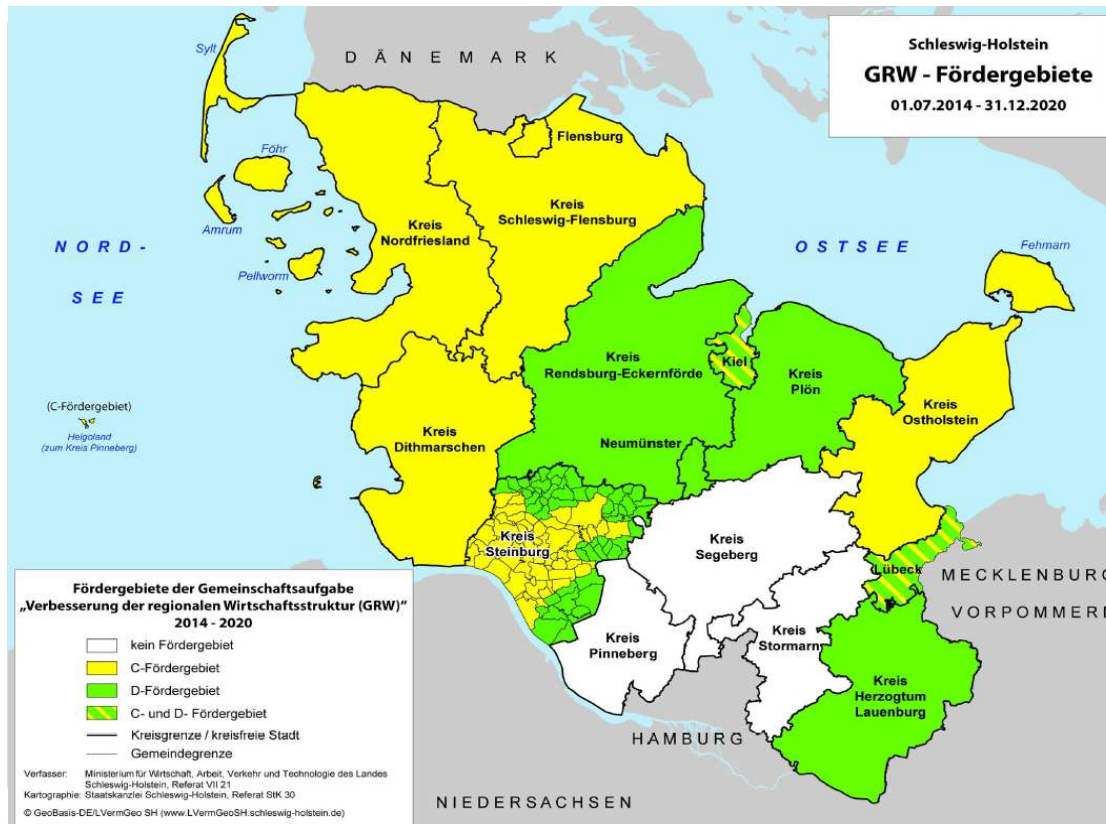 Schleswig-Holstein
GRW - Fördergebiete
01.07.2014 - 31.12.2020
DÄNEMARK
Sylt
Flensburg
Föhr
Kreis
Schleswig-Flensburg
Kreis
Nordfriesland
Amrum
NORD-
SEE
OSTSEE
Fehmarn
Pellworm
Kiel
Kreis
Rendsburg-Eckernförde
Kreis
Plön
Kreis
Ostholstein
(C-Fördergebiet)
Helgoland
(zum Kreis Pinneberg)
Kreis
Dithmarschen
Neumünster
Kreis
Steinburg
Kreis
Segeberg
Lübeck
MECKLENBURG
VORPOMMERN
Kreis
Pinneberg
Kreis
Stormarn
Kreis
Herzogtum
Lauenburg
HAMBURG
NIEDERSACHSEN
Fördergebiete der Gemeinschaftsaufgabe
„Verbesserung der regionalen Wirtschaftsstruktur (GRW)"
2014 - 2020
kein Fördergebiet
C-Fördergebiet
D-Fördergebiet
C- und D- Fördergebiet
Kreisgrenze / kreisfreie Stadt
Gemeindegrenze
Verfasser: Ministerium für Wirtschaft, Arbeit, Verkehr und Technologie des Landes
Schleswig-Holstein, Referat VII 21
Kartographie: Staatskanzlei Schleswig-Holstein, Referat StK 30
© GeoBasis-DE/LVermGeo SH (www.LVermGeoSH.schleswig-holstein.de)